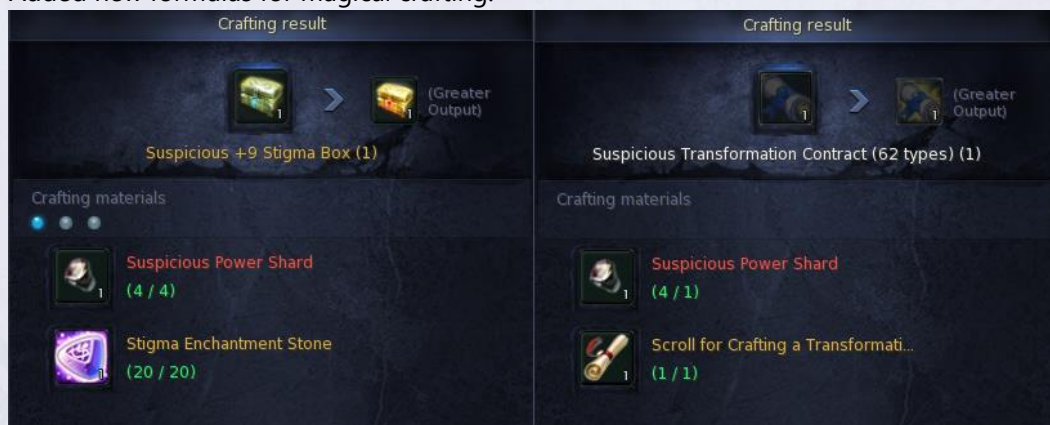 Added new formulas for magical crafting.
Crafting result
1
1
(Greater
Output)
Suspicious +9 Stigma Box (1)
Crafting materials
1
Suspicious Power Shard
(4 / 4)
1
Stigma Enchantment Stone
(20 / 20)
Crafting result
1
1
(Greater
Output)
Suspicious Transformation Contract (62 types) (1)
Crafting materials
1
Suspicious Power Shard
(4 / 1)
1
Scroll for Crafting a Transformati...
(1 / 1)